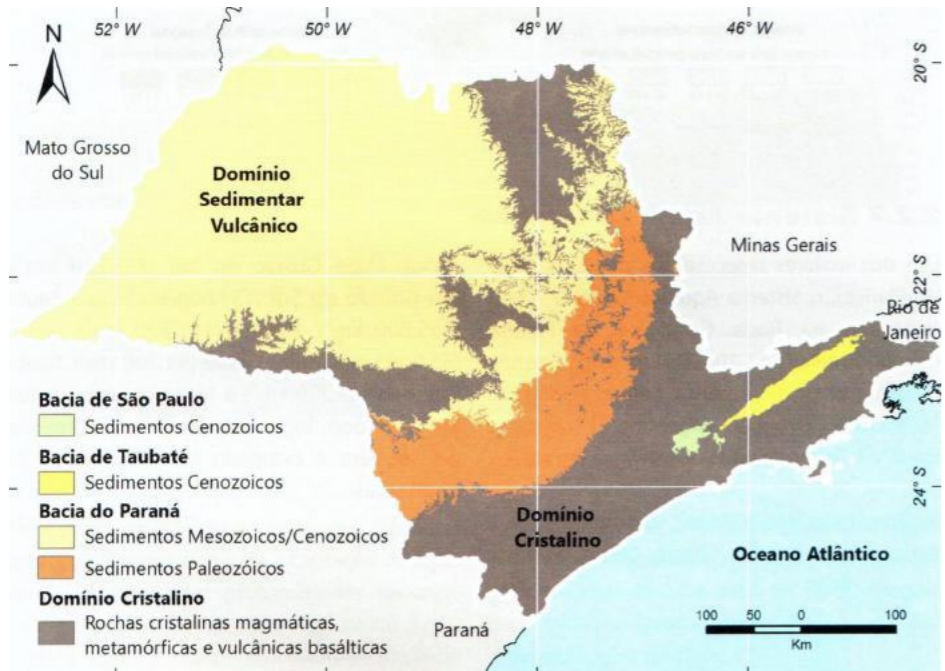 52° W
50° W
48° W
46° W
N
20° S
Mato Grosso
do Sul
Domínio
Sedimentar
Vulcânico
Minas Gerais
22° S
Rio de
Janeiro
Bacia de São Paulo
Sedimentos Cenozoicos
Bacia de Taubaté
Sedimentos Cenozoicos
Bacia do Paraná
Sedimentos Mesozoicos/Cenozoicos
Sedimentos Paleozóicos
Domínio Cristalino
Rochas cristalinas magmáticas,
metamórficas e vulcânicas basálticas
24° S
Domínio
Cristalino
Oceano Atlântico
Paraná
100 50 0 100
Km